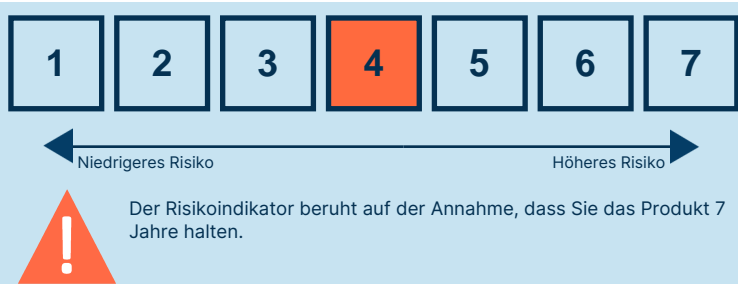 1 2 3 4 5 6 7
Niedrigeres Risiko Höheres Risiko
!
Der Risikoindikator beruht auf der Annahme, dass Sie das Produkt 7
Jahre halten.